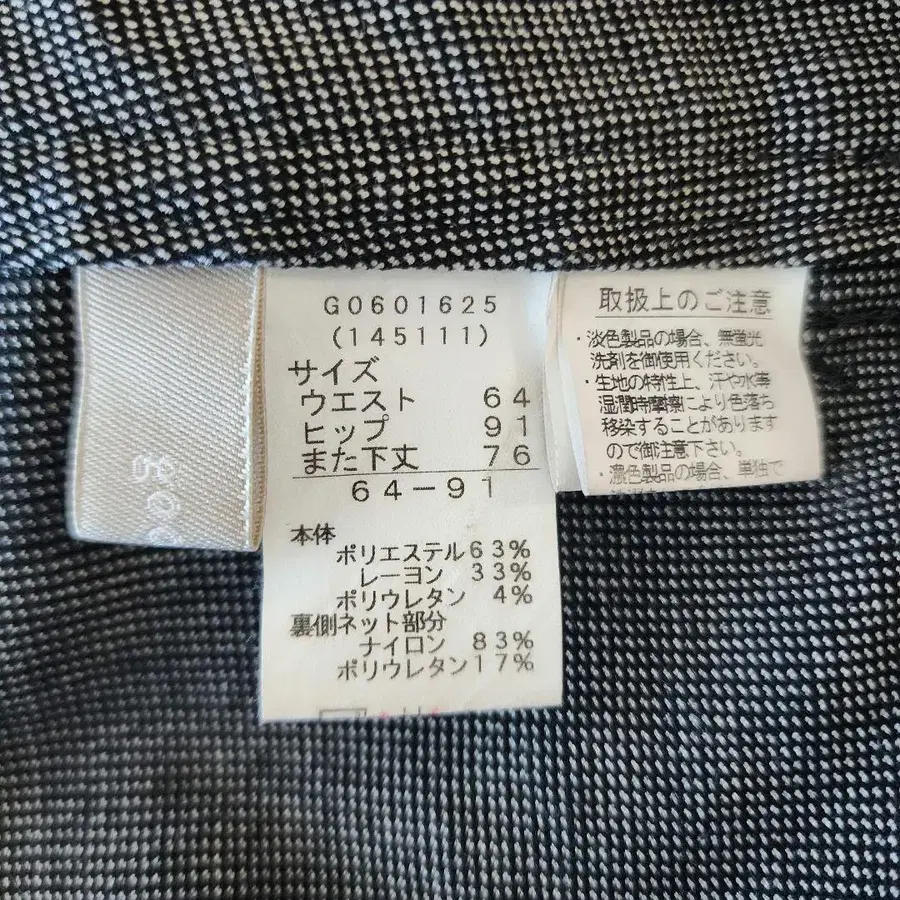 G0601625
(145111)
サイズ
ウエスト 64
ヒップ 91
また下丈 76
64-91
本体
ポリエステル63%
レーヨン 33%
ポリウレタン 4%
裏側ネット部分
ナイロン 83%
ポリウレタン17%
取扱上のご注意
・淡色製品の場合、無蛍光
洗剤を御使用ください。
・生地の特性上、汗や水等
湿潤時摩擦により色落ち
移染することがあります
ので御注意下さい。
・濃色製品の場合、単独で